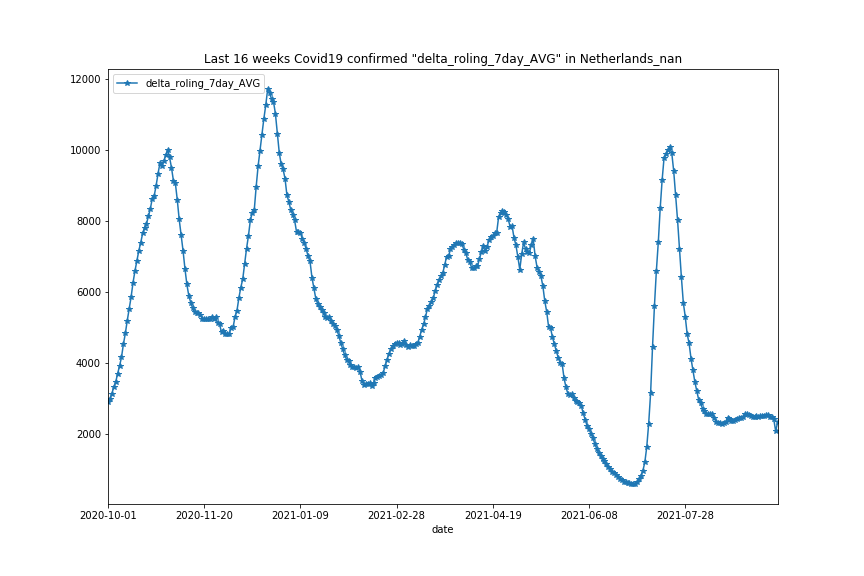 Last 16 weeks Covid19 confirmed "delta_roling_7day_AVG" in Netherlands_nan
delta_roling_7day_AVG
12000
10000
8000
6000
4000
2000
2020-10-01 2020-11-20 2021-01-09 2021-02-28 2021-04-19 2021-06-08 2021-07-28
date